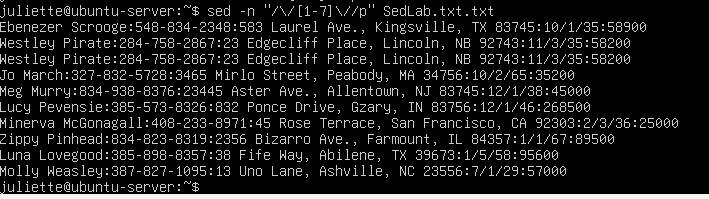 juliette@ubuntu-server:~$ sed -n "/\/[1-7]\//p" SedLab.txt.txt
Ebenezer Scrooge:548-834-2348:583 Laurel Ave., Kingsville, TX 83745:10/1/35:58900
Westley Pirate:284-758-2867:23 Edgecliff Place, Lincoln, NB 92743:11/3/35:58200
Westley Pirate:284-758-2867:23 Edgecliff Place, Lincoln, NB 92743:11/3/35:58200
Jo March:327-832-5728:3465 Mirlo Street, Peabody, MA 34756:10/2/65:35200
Meg Murry:834-938-8376:23445 Aster Ave., Allentown, NJ 83745:12/1/38:45000
Lucy Pevensie:385-573-8326:832 Ponce Drive, Gzary, IN 83756:12/1/46:268500
Minerva McGonagall:408-233-8971:45 Rose Terrace, San Francisco, CA 92303:2/3/36:25000
Zippy Pinhead:834-823-8319:2356 Bizarro Ave., Farmount, IL 84357:1/1/67:89500
Luna Lovegood:385-898-8357:38 Fife Way, Abilene, TX 39673:1/5/58:95600
Molly Weasley:387-827-1095:13 Uno Lane, Ashville, NC 23556:7/1/29:57000
juliette@ubuntu-server:~$